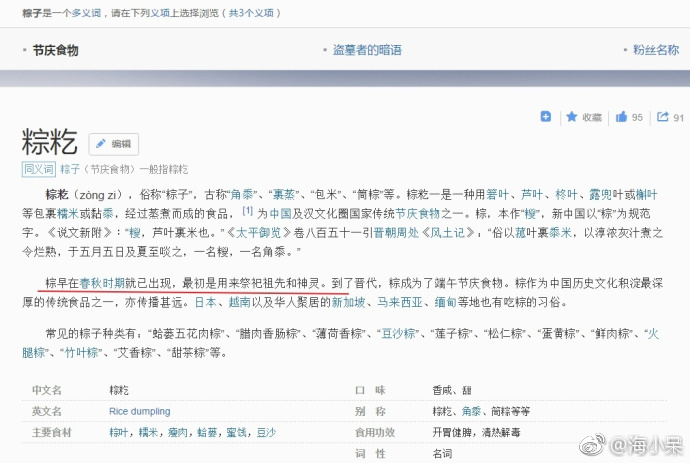 粽子是一个多义词，请在下列义项上选择浏览（共3个义项）
· 节庆食物
· 盗墓者的暗语
· 粉丝名称
收藏 95 91
粽籺 编辑
同义词 粽子（节庆食物）一般指粽籺
粽籺（zòng zi），俗称“粽子”，古称“角黍”、“裹蒸”、“包米”、“筒粽”等。粽籺一是一种用箬叶、芦叶、柊叶、露兜叶或槲叶
等包裹糯米或黏黍，经过蒸煮而成的食品，[1] 为中国及汉文化圈国家传统节庆食物之一。粽，本作“糉”，新中国以“粽”为规范
字。《说文新附》：“糉，芦叶裹米也。”《太平御览》卷八百五十一引晋朝周处《风土记》：“俗以菰叶裹黍米，以淳浓灰汁煮之
令烂熟，于五月五日及夏至啖之，一名糉，一名角黍。”
粽早在春秋时期就已出现，最初是用来祭祀祖先和神灵。到了晋代，粽成为了端午节庆食物。粽作为中国历史文化积淀最深
厚的传统食品之一，亦传播甚远。日本、越南以及华人聚居的新加坡、马来西亚、缅甸等地也有吃粽的习俗。
常见的粽子种类有：“蛤蒌五花肉粽”、“腊肉香肠粽”、“薄荷香粽”、“豆沙粽”、“莲子粽”、“松仁粽”、“蛋黄粽”、“鲜肉粽”、“火
腿粽”、“竹叶粽”、“艾香粽”、“甜茶粽”等。
中文名 粽籺 口 味 香咸、甜
英文名 Rice dumpling 别 称 粽籺、角黍、筒粽等等
主要食材 粽叶，糯米，瘦肉，蛤蒌，蜜饯，豆沙 食用功效 开胃健脾，清热解毒
词 性 名词
@海小呆